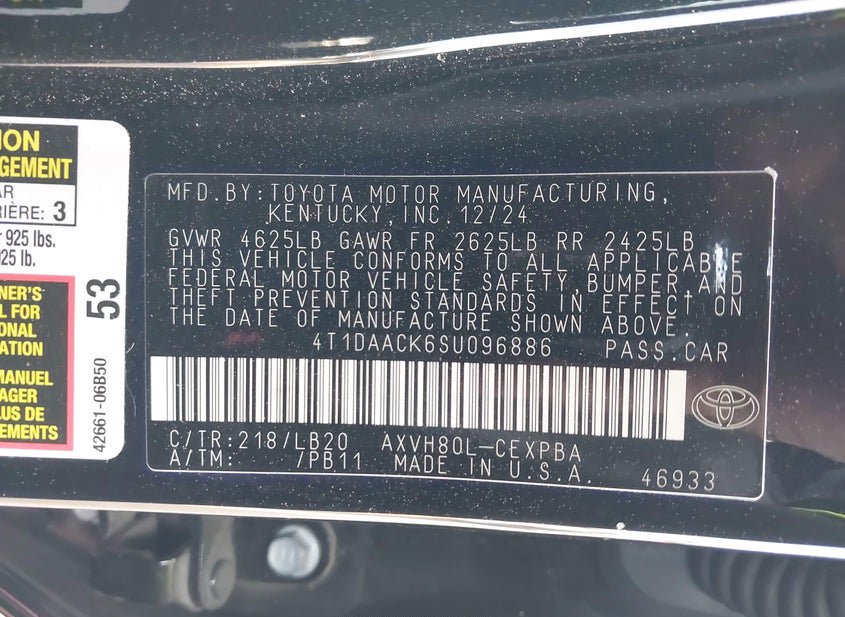 ION
GEMENT
AR
RIÈRE: 3
925 lbs.
25 lb.
NER'S
L FOR
ONAL
ATION
MANUEL
AGER
LUS DE
EMENTS
53
42661-06B50
MFD.BY:TOYOTA MOTOR MANUFACTURING,
KENTUCKY,INC.12/24
GVWR 4625LB GAWR FR 2625LB RR 2425LB
THIS VEHICLE CONFORMS TO ALL APPLICABLE
FEDERAL MOTOR VEHICLE SAFETY,BUMPER,AND
THEFT PREVENTION STANDARDS IN EFFECT ON
THE DATE OF MANUFACTURE SHOWN ABOVE.
4T1DAACK6SU096886 PASS.CAR
C/TR:218/LB20 AXVH80L-CEXPBA
A/TM: /PB11 MADE IN U.S.A. 46933